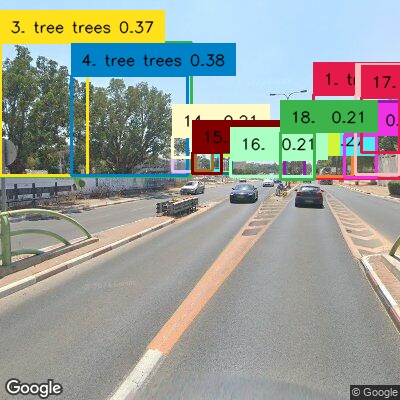 3. tree trees 0.37
4. tree trees 0.38
1. tr
17.
14. 0.21
15.
16. 0.21
18. 0.21
Google
© Google